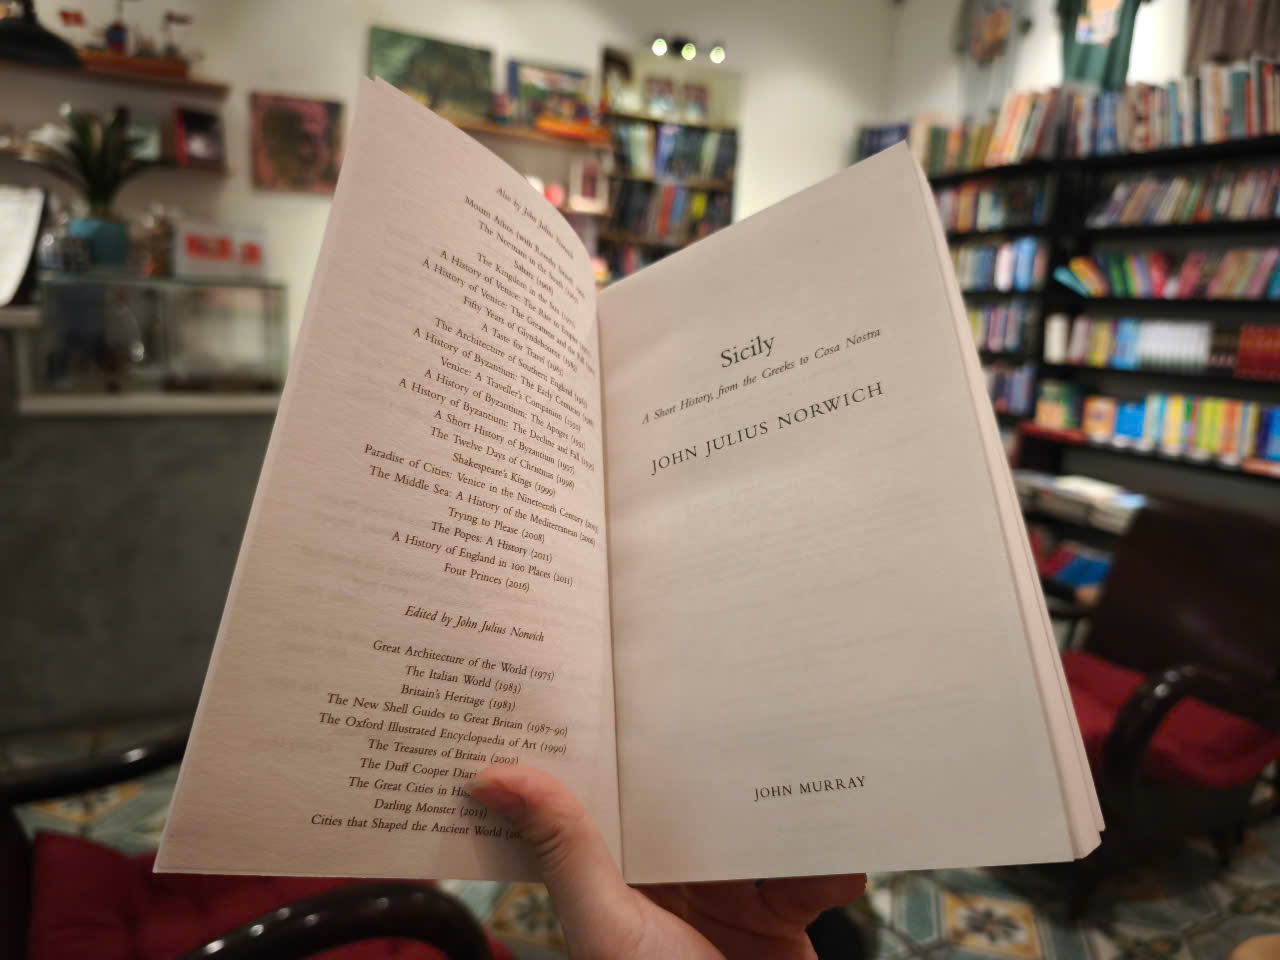 Also by John Julius Norwich
Mount Athos (with Reresby Sitwell, 1966)
The Normans in the South (1967)
Sahara (1968)
The Kingdom in the Sun (1970)
A History of Venice: The Rise to Empire (1977)
A History of Venice: The Greatness and the Fall (1981)
Fifty Years of Glyndebourne (1985)
A Taste for Travel (1985)
The Architecture of Southern England (1985)
A History of Byzantium: The Early Centuries (1988)
Venice: A Traveller's Companion (1990)
A History of Byzantium: The Apogee (1991)
A History of Byzantium: The Decline and Fall (1995)
A Short History of Byzantium (1997)
The Twelve Days of Christmas (1998)
Shakespeare's Kings (1999)
Paradise of Cities: Venice in the Nineteenth Century (2003)
The Middle Sea: A History of the Mediterranean (2006)
Trying to Please (2008)
The Popes: A History (2011)
A History of England in 100 Places (2011)
Four Princes (2016)
Edited by John Julius Norwich
Great Architecture of the World (1975)
The Italian World (1983)
Britain's Heritage (1983)
The New Shell Guides to Great Britain (1987–90)
The Oxford Illustrated Encyclopaedia of Art (1990)
The Treasures of Britain (2002)
The Duff Cooper
The Great Cities in
Darling Monster (2013)
Cities that Shaped the Ancient World
Sicily
A Short History, from the Greeks to Cosa Nostra
JOHN JULIUS NORWICH
JOHN MURRAY